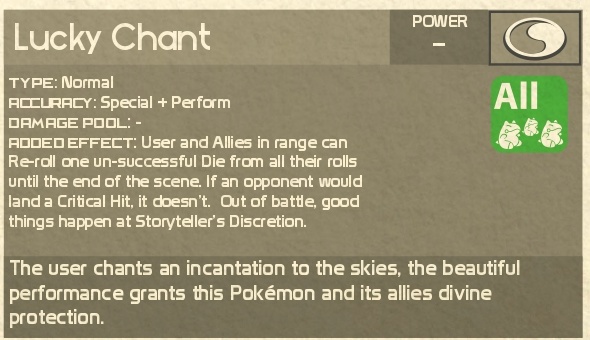 Lucky Chant
POWER
–
TYPE: Normal
ACCURACY: Special + Perform
DAMAGE POOL: -
ADDED EFFECT: User and Allies in range can
Re-roll one un-successful Die from all their rolls
until the end of the scene. If an opponent would
land a Critical Hit, it doesn't. Out of battle, good
things happen at Storyteller's Discretion.
All
The user chants an incantation to the skies, the beautiful
performance grants this Pokémon and its allies divine
protection.